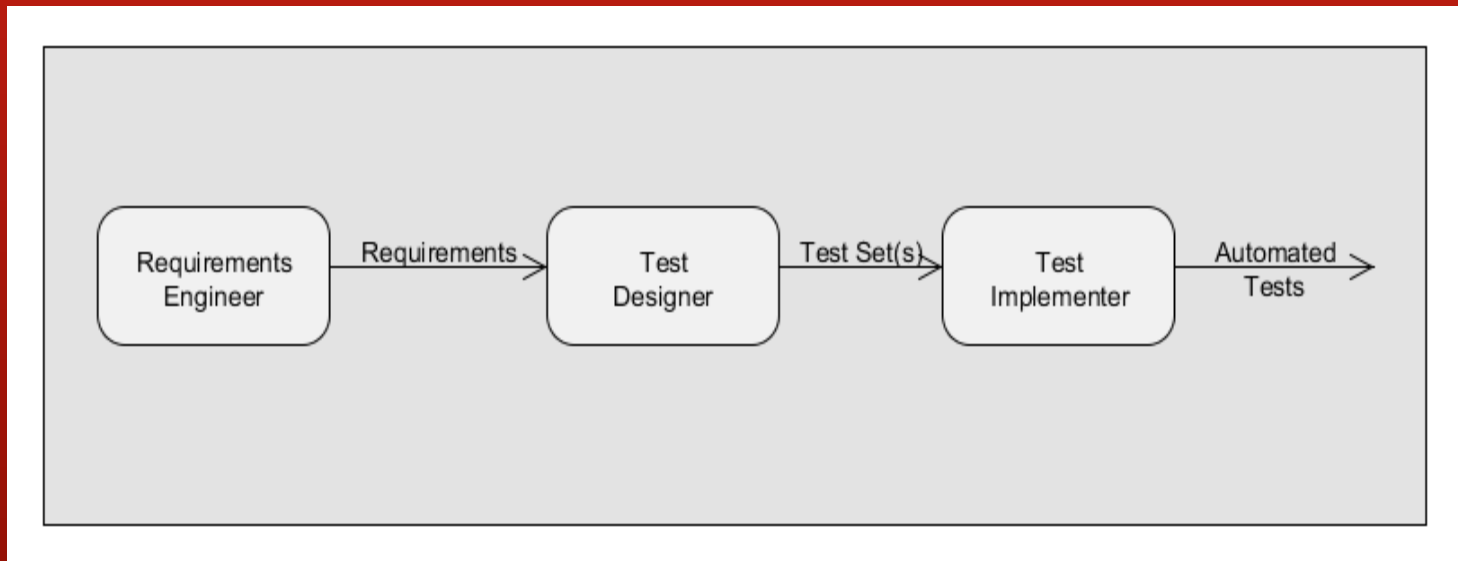 Requirements
Engineer
Requirements
Test
Designer
Test Set(s)
Test
Implementer
Automated
Tests